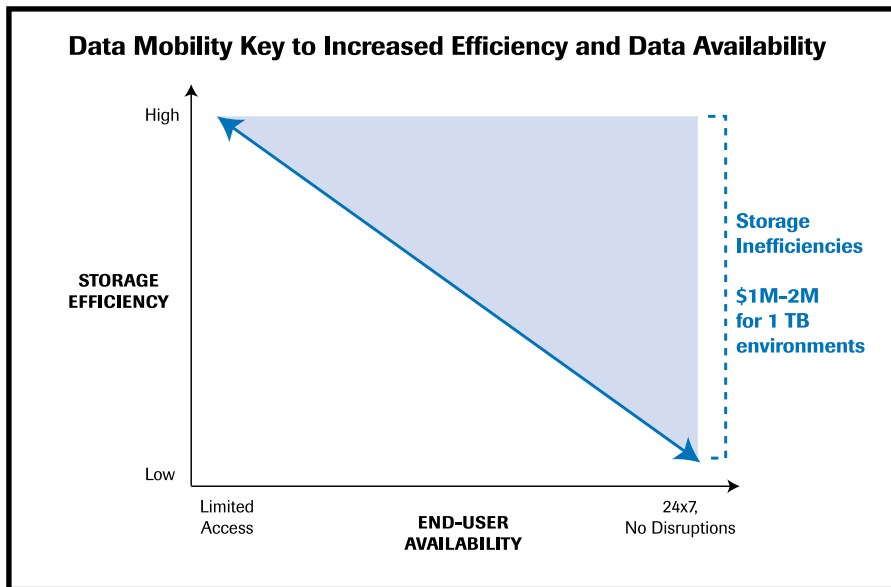 Data Mobility Key to Increased Efficiency and Data Availability
High
STORAGE
EFFICIENCY
Low
Limited
Access
END-USER
AVAILABILITY
24x7,
No Disruptions
Storage
Inefficiencies
$1M–2M
for 1 TB
environments